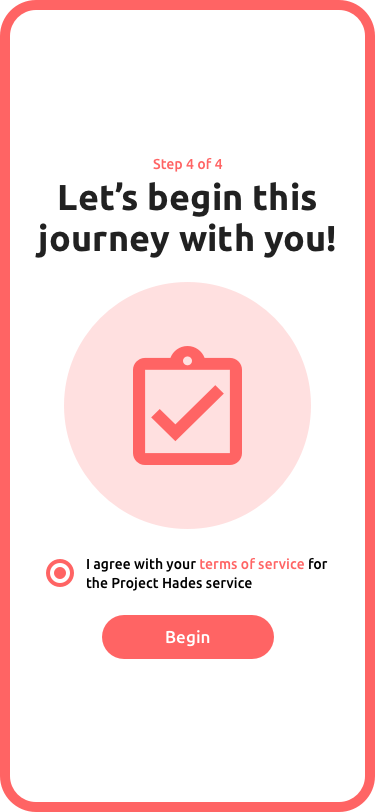 Step 4 of 4
Let’s begin this
journey with you!
I agree with your terms of service for
the Project Hades service
Begin